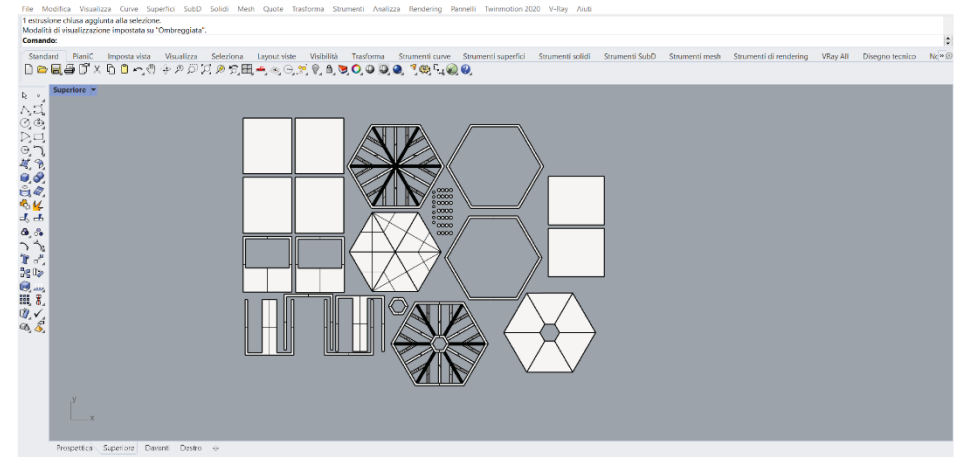 File Modifica Visualizza Curve Superfici SubD Solidi Mesh Quote Trasforma Strumenti Analizza Rendering Pannelli Twinmotion 2020 V-Ray Aiuti
1 estrusione chiusa aggiunta alla selezione.
Modalità di visualizzazione impostata su "Ombreggiata".
Comando:
Standard PianiC Imposta vista Visualizza Seleziona Layout viste Visibilità Trasforma Strumenti curve Strumenti superfici Strumenti solidi Strumenti SubD Strumenti mesh Strumenti di rendering VRay All Disegno tecnico
Superiore
y
x
Prospettica Superiore Davanti Destro